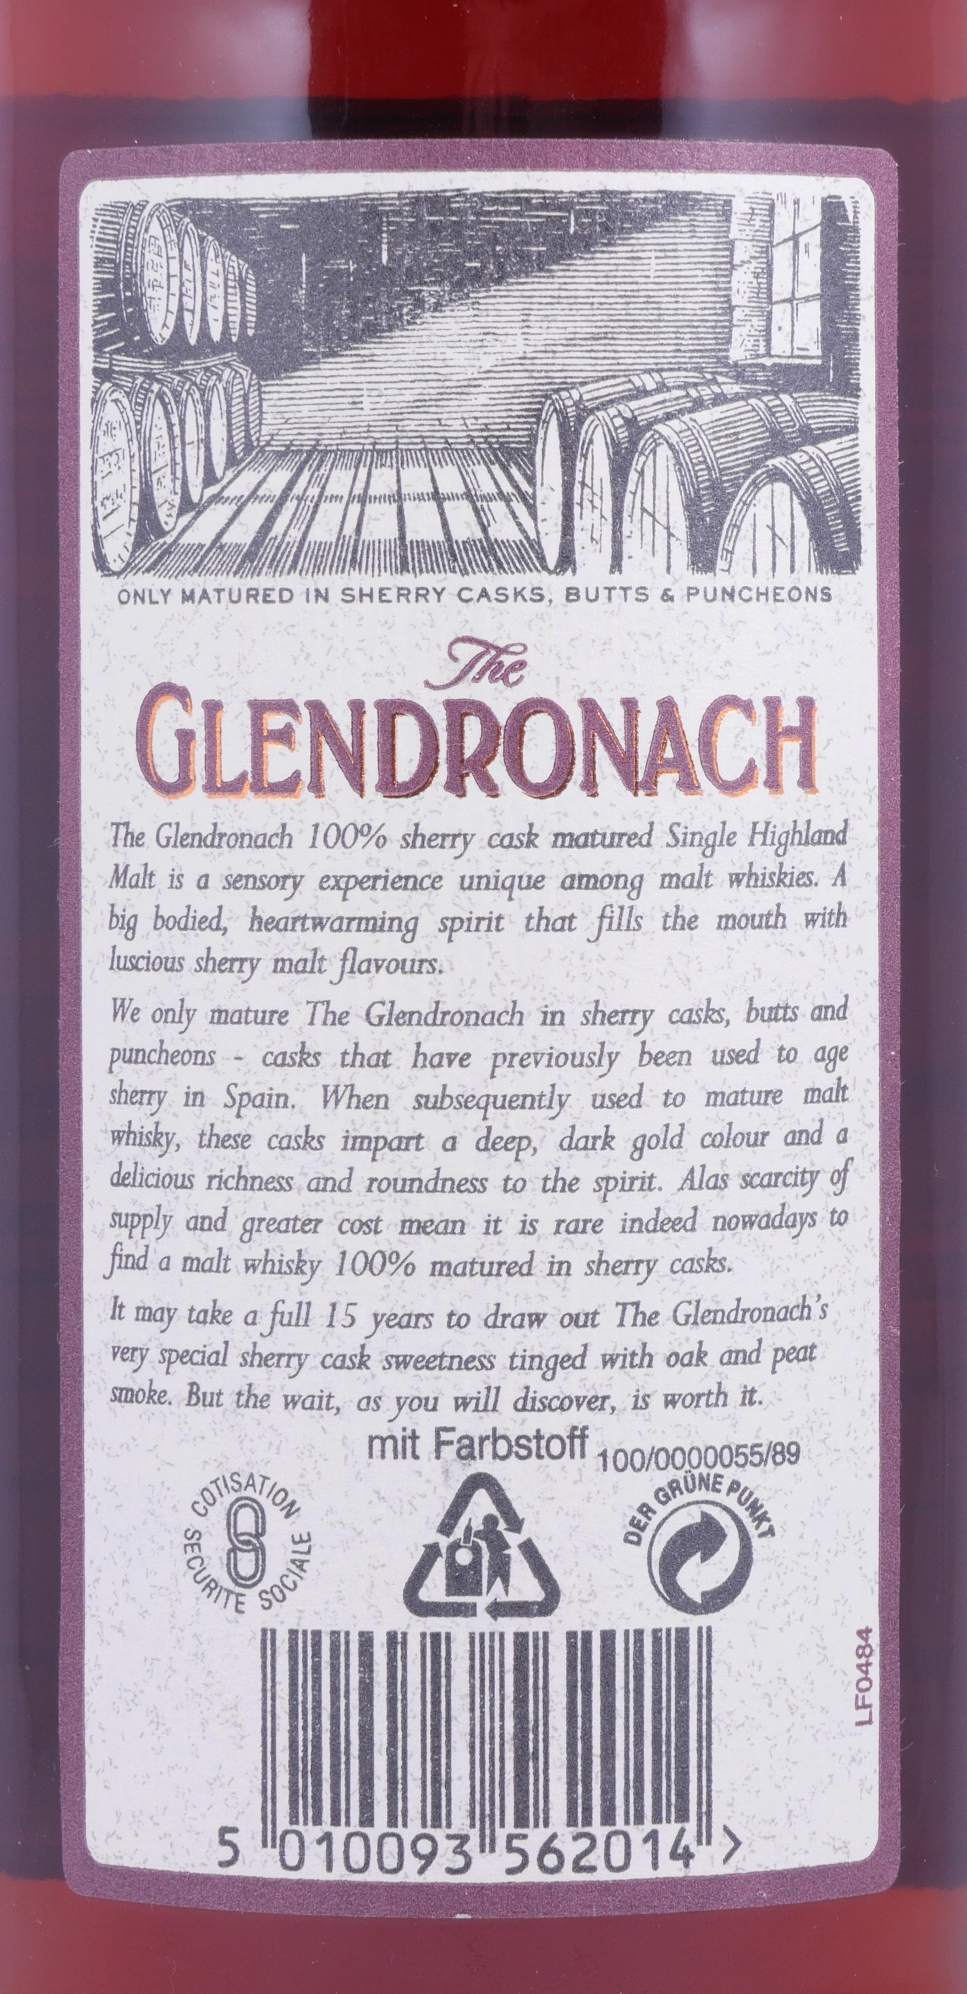 ONLY MATURED IN SHERRY CASKS, BUTTS & PUNCHEONS
The
GLENDRONACH
The Glendronach 100% sherry cask matured Single Highland
Malt is a sensory experience unique among malt whiskies. A
big bodied, heartwarming spirit that fills the mouth with
luscious sherry malt flavours.
We only mature The Glendronach in sherry casks, butts and
puncheons - casks that have previously been used to age
sherry in Spain. When subsequently used to mature malt
whisky, these casks impart a deep, dark gold colour and a
delicious richness and roundness to the spirit. Alas scarcity of
supply and greater cost mean it is rare indeed nowadays to
find a malt whisky 100% matured in sherry casks.
It may take a full 15 years to draw out The Glendronach's
very special sherry cask sweetness tinged with oak and peat
smoke. But the wait, as you will discover, is worth it.
mit Farbstoff 100/0000055/89
COTISATION
SECURITE SOCIALE
DER GRÜNE PUNKT
LF0484
5 010093 562014 >